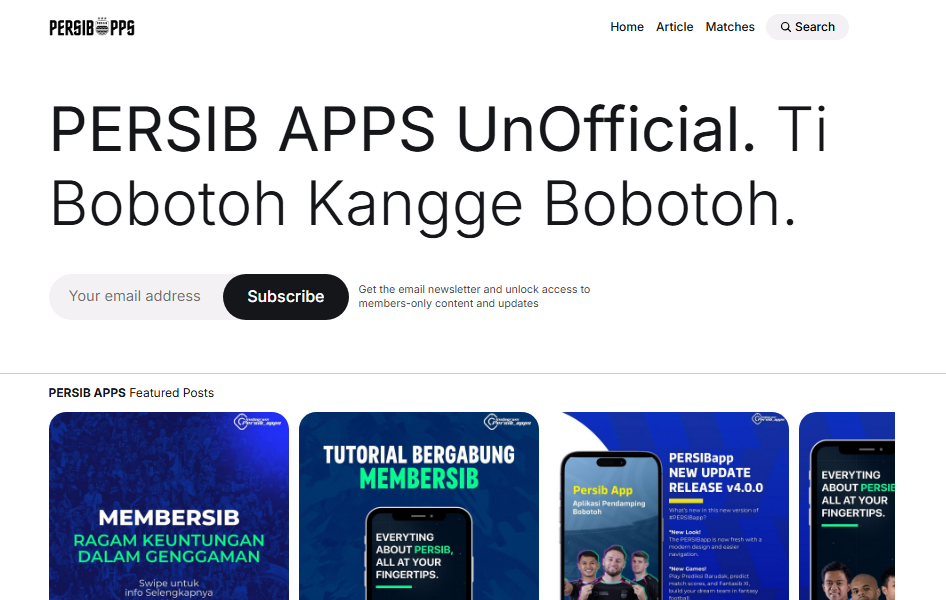 PERSIB APPS
Home Article Matches Search
PERSIB APPS UnOfficial. Ti
Bobotoh Kangge Bobotoh.
Your email address Subscribe
Get the email newsletter and unlock access to
members-only content and updates
PERSIB APPS Featured Posts
MEMBERSIB
RAGAM KEUNTUNGAN
DALAM GENGGAMAN
Swipe untuk
info Selengkapnya
TUTORIAL BERGABUNG
MEMBERSIB
EVERYTHING
ABOUT PERSIB,
ALL AT YOUR
FINGERTIPS.
Persib App
Aplikasi Pendamping
Bobotoh
PERSIBapp
NEW UPDATE
RELEASE v4.0.0
What's new in this new version of
#PERSIBapp?
*New Look!
The PERSIBapp is now fresh with a
modern design and easier
navigation.
*New Games!
Play Prediksi Barudak, predict
match scores, and Fantasib XI,
build your dream team in fantasy
football.
EVERYTHING
ABOUT PERSIB
ALL AT YOUR
FINGERTIPS.